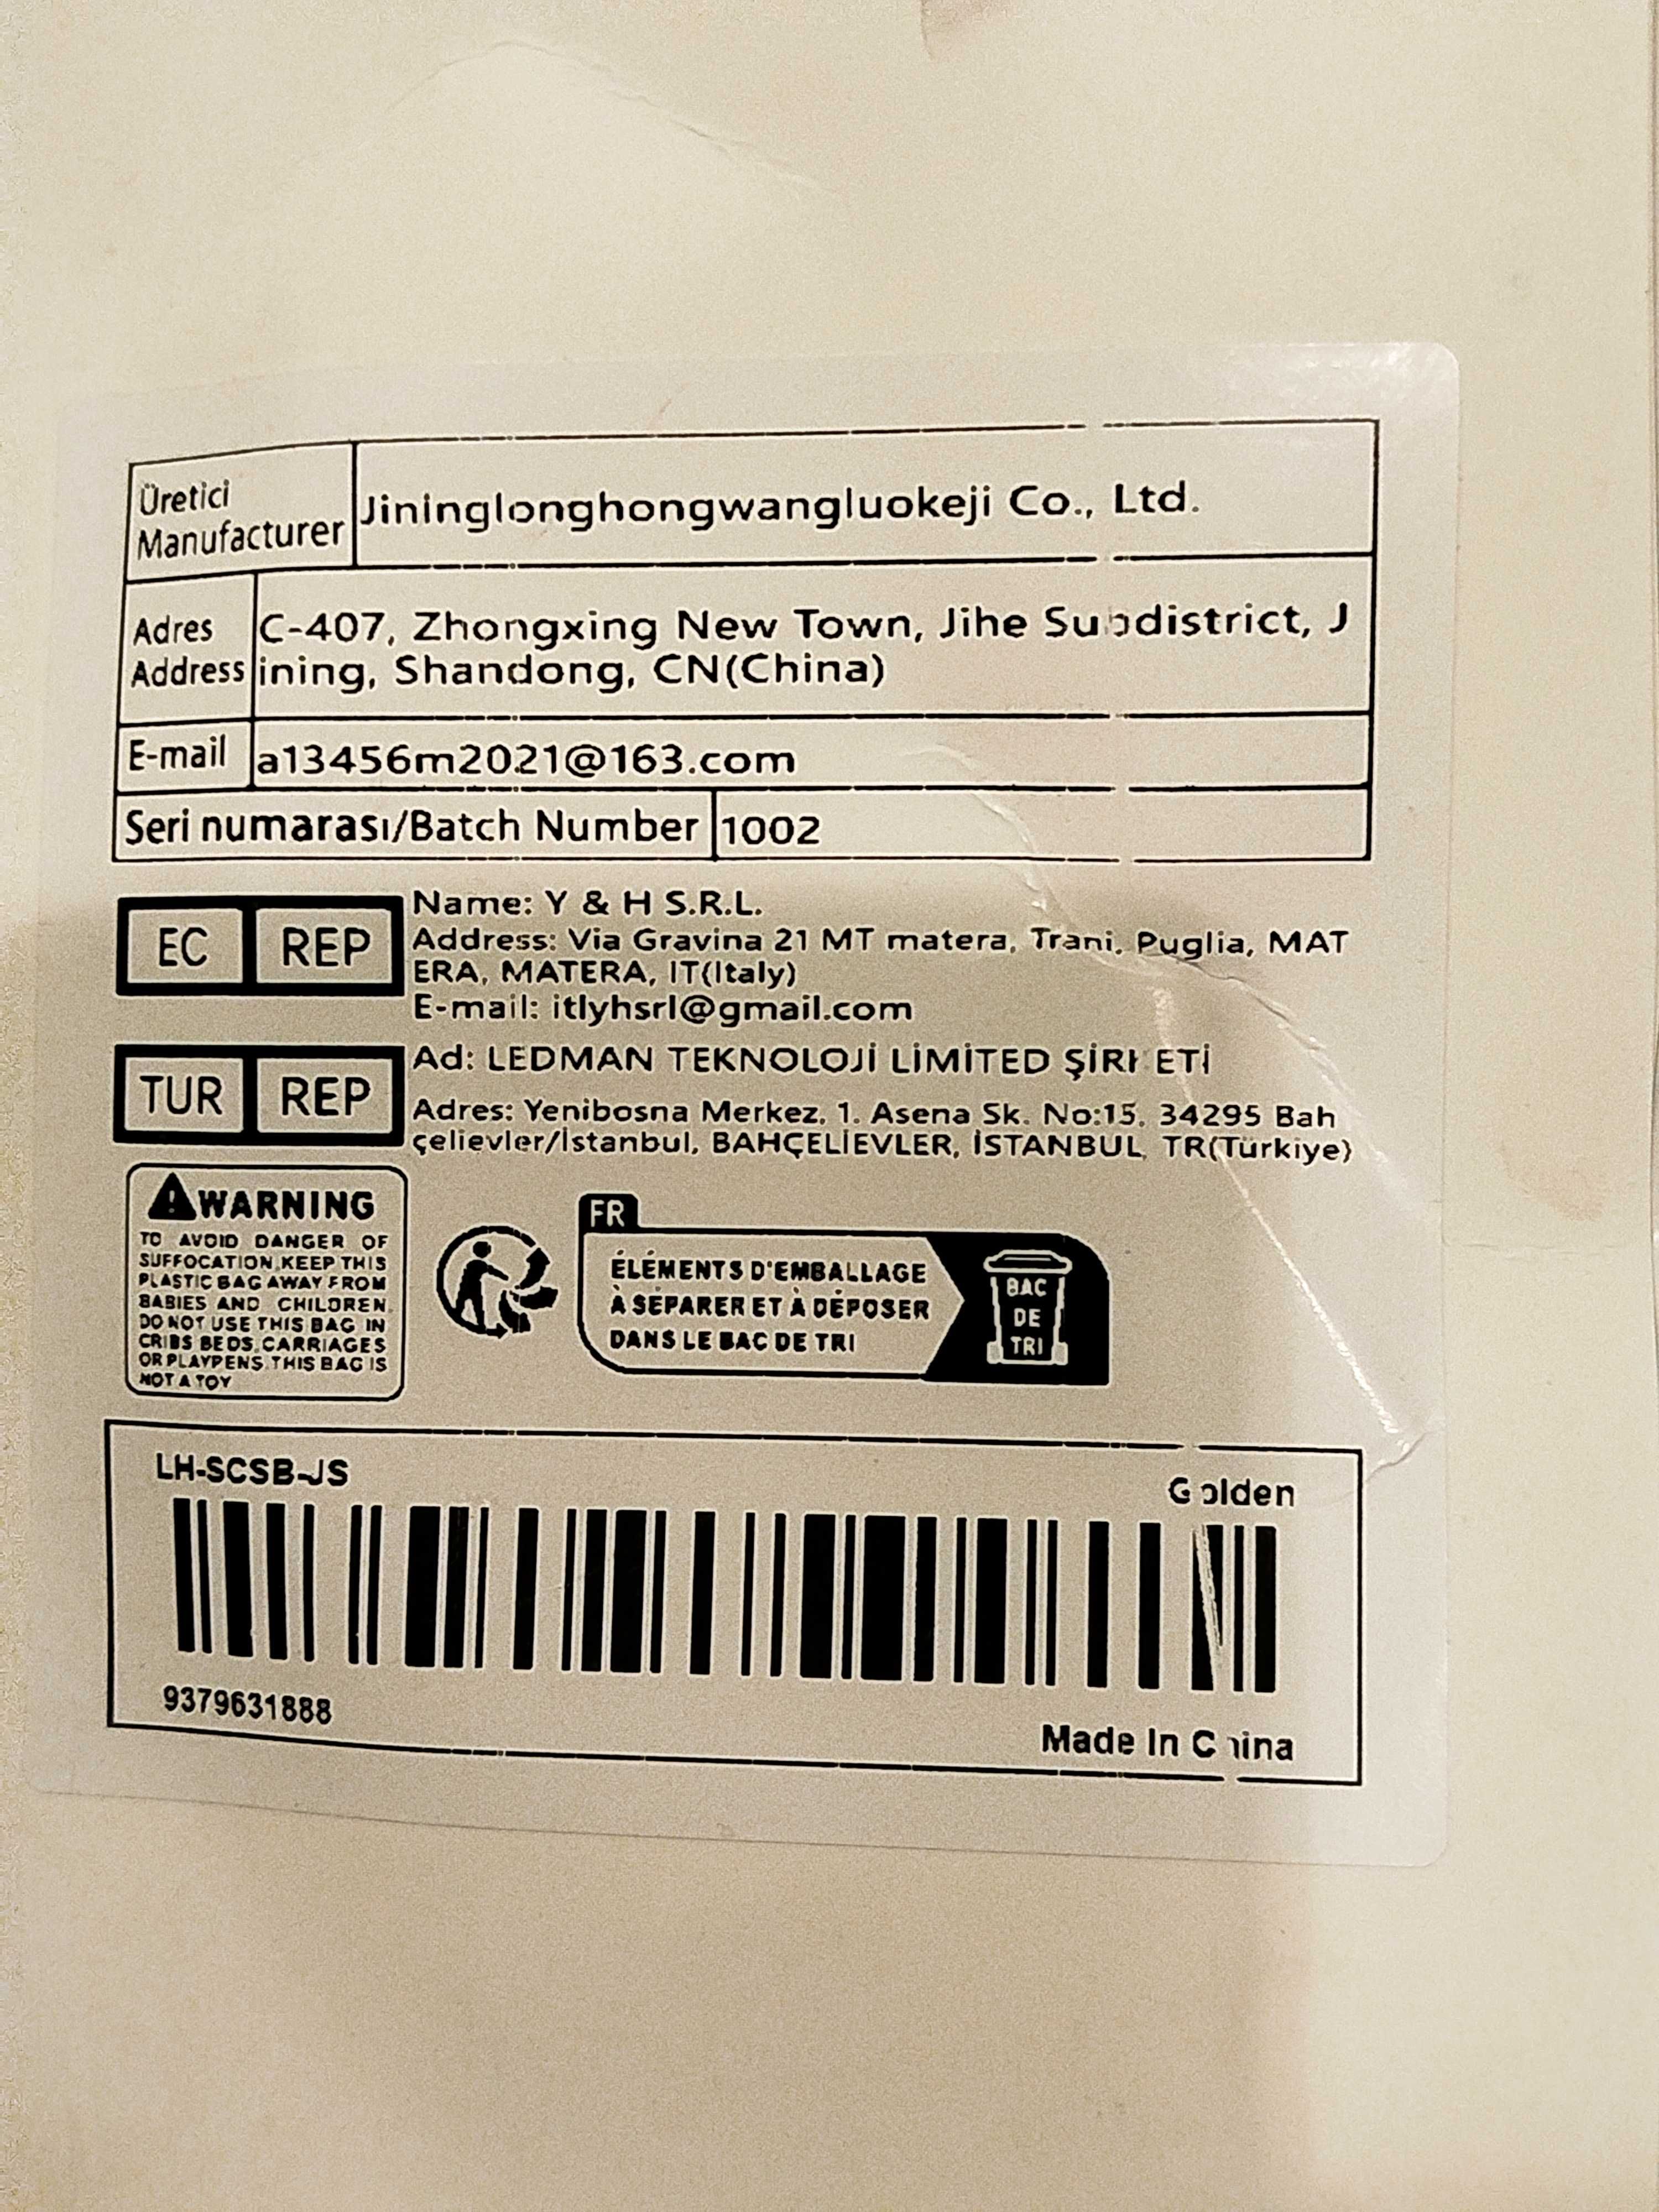 Üretici
Manufacturer
Jininglonghongwangluokeji Co., Ltd.
Adres
Address
C-407, Zhongxing New Town, Jihe Subdistrict, J
ining, Shandong, CN(China)
E-mail
a13456m2021@163.com
Seri numarası/Batch Number
1002
EC REP
Name: Y & H S.R.L.
Address: Via Gravina 21 MT matera, Trani, Puglia, MAT
ERA, MATERA, IT(Italy)
E-mail: itlyhsrl@gmail.com
TUR REP
Ad: LEDMAN TEKNOLOJİ LİMİTED ŞİRKETİ
Adres: Yenibosna Merkez, 1. Asena Sk. No:15, 34295 Bah
çelievler/İstanbul, BAHÇELİEVLER, İSTANBUL, TR(Türkiye)
WARNING
TO AVOID DANGER OF
SUFFOCATION,KEEP THIS
PLASTIC BAG AWAY FROM
BABIES AND CHILDREN.
DO NOT USE THIS BAG IN
CRIBS BEDS,CARRIAGES
OR PLAYPENS.THIS BAG IS
NOT A TOY
FR
ÉLÉMENTS D'EMBALLAGE
À SÉPARER ET À DÉPOSER
DANS LE BAC DE TRI
BAC
DE
TRI
LH-SCSB-JS
Golden
9379631888
Made In China